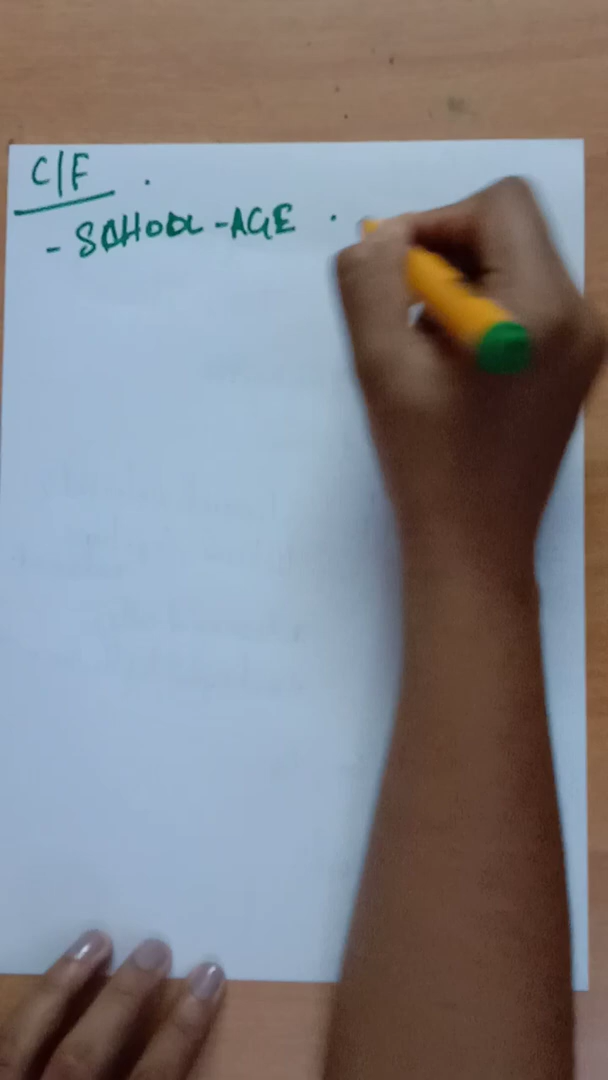 C/F .
- SCHOOL-AGE .